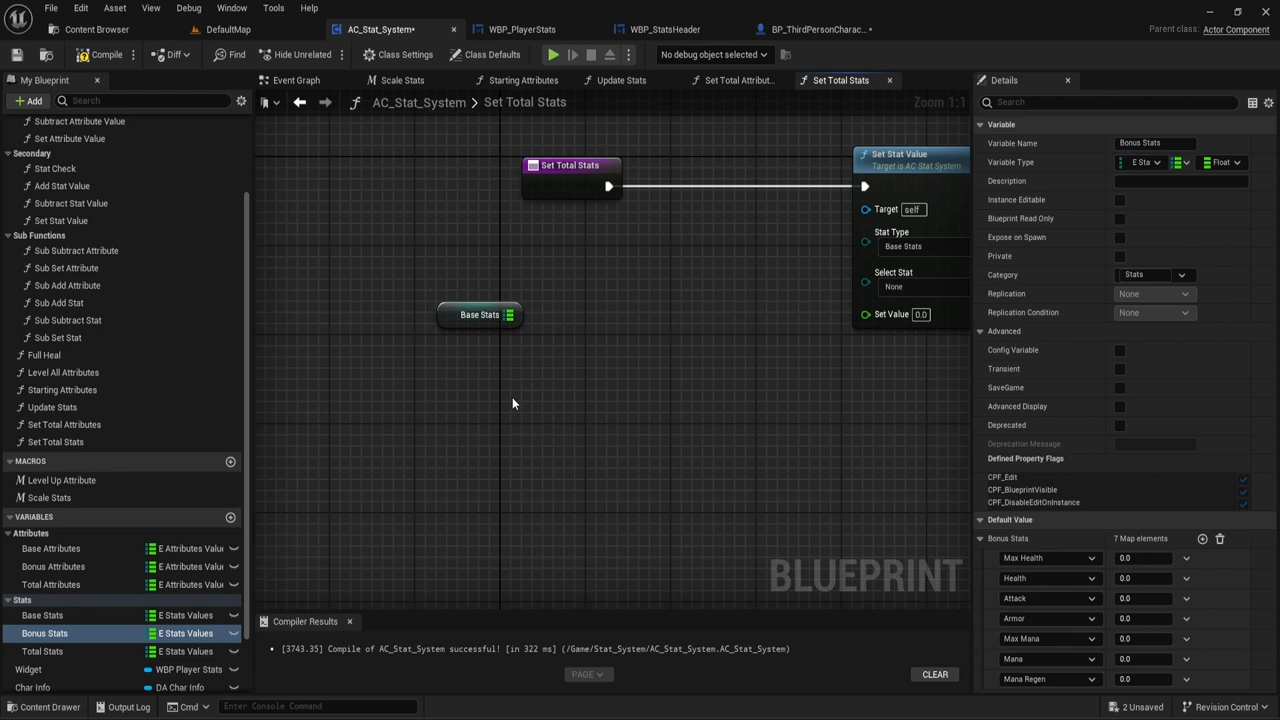 File Edit Asset View Debug Window Tools Help
Content Browser
DefaultMap
AC_Stat_System•
WBP_PlayerStats
WBP_StatsHeader
BP_ThirdPersonCharac...•
Parent class: Actor Component
Compile
Diff
Find
Hide Unrelated
Class Settings
Class Defaults
No debug object selected
My Blueprint
Event Graph
Scale Stats
Starting Attributes
Update Stats
Set Total Attribut...
Set Total Stats
Details
Add
Search
AC_Stat_System > Set Total Stats
Zoom 1:1
Search
Subtract Attribute Value
Set Attribute Value
Secondary
Stat Check
Add Stat Value
Subtract Stat Value
Set Stat Value
Sub Functions
Sub Subtract Attribute
Sub Set Attribute
Sub Add Attribute
Sub Add Stat
Sub Subtract Stat
Sub Set Stat
Full Heal
Level All Attributes
Starting Attributes
Update Stats
Set Total Attributes
Set Total Stats
MACROS
Level Up Attribute
Scale Stats
VARIABLES
Attributes
Base Attributes E Attributes Value
Bonus Attributes E Attributes Value
Total Attributes E Attributes Value
Stats
Base Stats E Stats Values
Bonus Stats E Stats Values
Total Stats E Stats Values
Widget WBP Player Stats
Char Info DA Char Info
Set Total Stats
Base Stats
Set Stat Value
Target is AC Stat System
Target self
Stat Type
Base Stats
Select Stat
None
Set Value 0.0
BLUEPRINT
Variable
Variable Name Bonus Stats
Variable Type E Sta Float
Description
Instance Editable
Blueprint Read Only
Expose on Spawn
Private
Category Stats
Replication None
Replication Condition None
Advanced
Config Variable
Transient
SaveGame
Advanced Display
Deprecated
Deprecation Message
Defined Property Flags
CPF_Edit
CPF_BlueprintVisible
CPF_DisableEditOnInstance
Default Value
Bonus Stats 7 Map elements
Max Health 0.0
Health 0.0
Attack 0.0
Armor 0.0
Max Mana 0.0
Mana 0.0
Mana Regen 0.0
Compiler Results
• [3743.35] Compile of AC_Stat_System successful! [in 322 ms] (/Game/Stat_System/AC_Stat_System.AC_Stat_System)
PAGE
CLEAR
Content Drawer
Output Log
Cmd
Enter Console Command
2 Unsaved
Revision Control